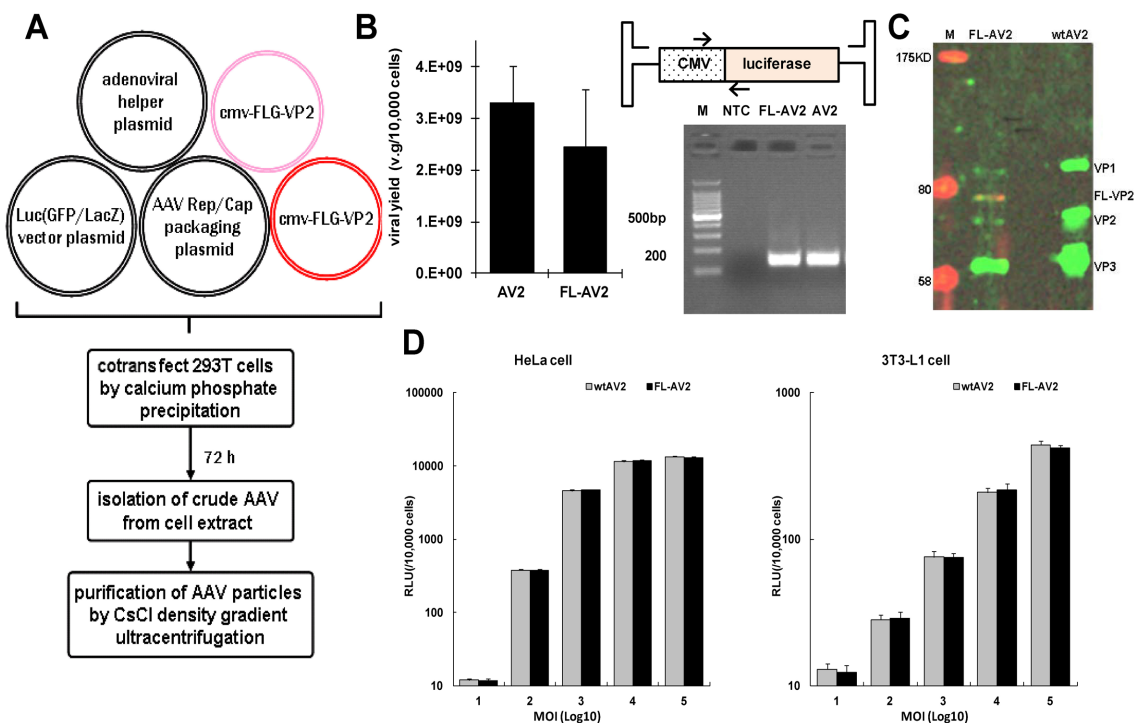 A
adenoviral
helper
plasmid
cmv-FLG-VP2
Luc(GFP/LacZ)
vector plasmid
AAV Rep/Cap
packaging
plasmid
cmv-FLG-VP2
cotransfect 293T cells
by calcium phosphate
precipitation
72 h
isolation of crude AAV
from cell extract
purification of AAV particles
by CsCl density gradient
ultracentrifugation
B
viral yield (v.g/10,000 cells)
5.E+09
4.E+09
3.E+09
2.E+09
1.E+09
0.E+00
AV2
FL-AV2
CMV
luciferase
M NTC FL-AV2 AV2
500bp
200
C
M FL-AV2 wtAV2
175KD
80
58
VP1
FL-VP2
VP2
VP3
D
HeLa cell
wtAV2 FL-AV2
RLU(/10,000 cells)
100000
10000
1000
100
10
1 2 3 4 5
MOI (Log10)
3T3-L1 cell
wtAV2 FL-AV2
RLU(/10,000 cells)
1000
100
10
1 2 3 4 5
MOI (Log10)